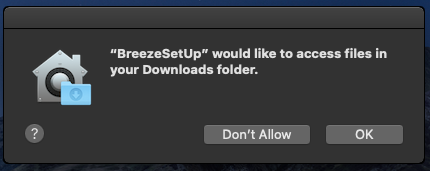 “BreezeSetUp” would like to access files in
your Downloads folder.
?
Don’t Allow
OK